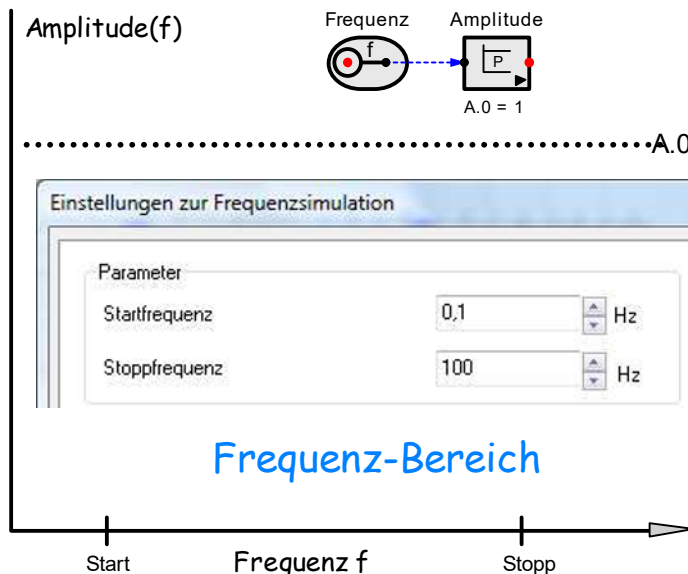 Amplitude(f)
Frequenz Amplitude
f
P
A.0 = 1
A.0
Einstellungen zur Frequenzsimulation
Parameter
Startfrequenz 0,1 Hz
Stoppfrequenz 100 Hz
Frequenz-Bereich
Start Frequenz f Stopp